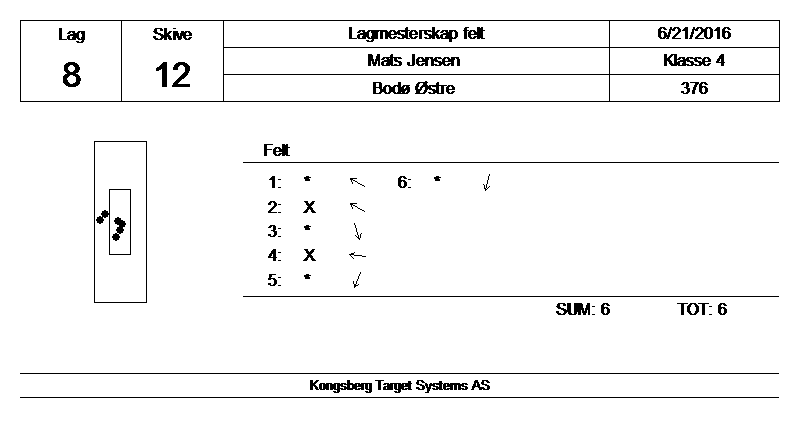 Lag Skive Lagmesterskap felt 6/21/2016
8 12 Mats Jensen Klasse 4
Bodø Østre 376
Felt
1: * 6: *
2: X
3: *
4: X
5: *
SUM: 6 TOT: 6
Kongsberg Target Systems AS